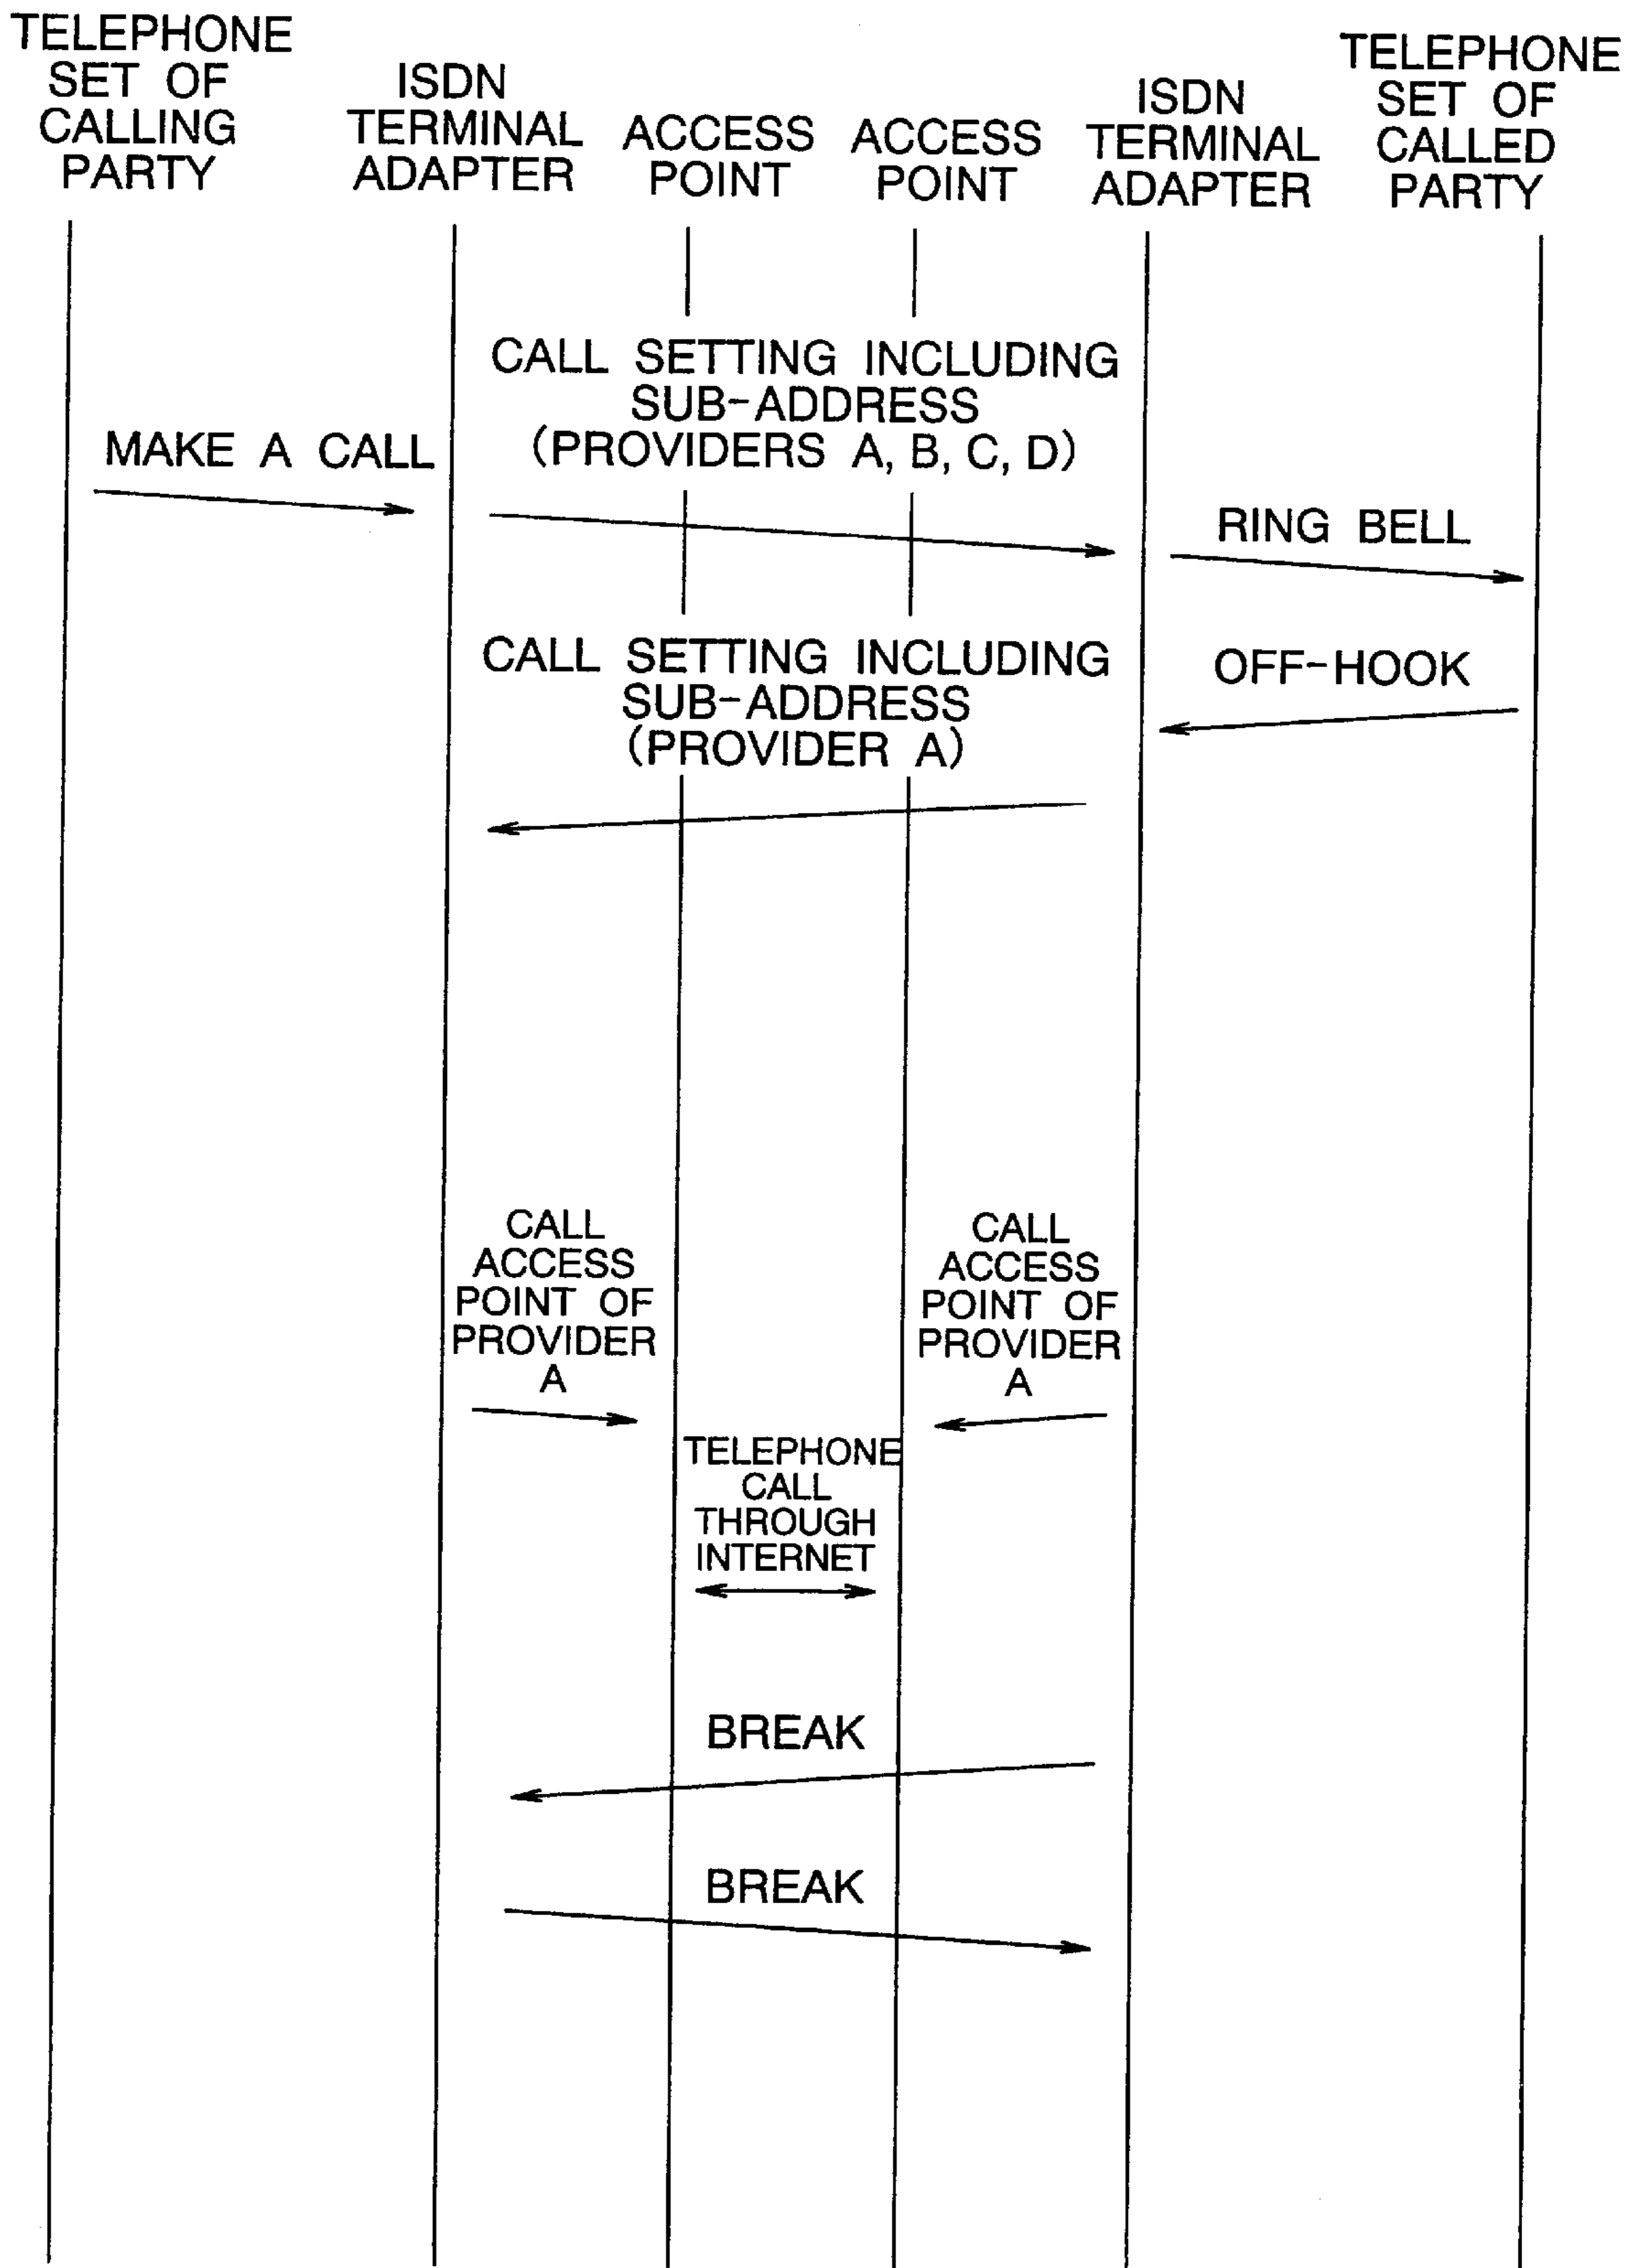 TELEPHONE
SET OF
CALLING
PARTY
ISDN
TERMINAL
ADAPTER
ACCESS
POINT
ACCESS
POINT
ISDN
TERMINAL
ADAPTER
TELEPHONE
SET OF
CALLED
PARTY
MAKE A CALL
CALL SETTING INCLUDING
SUB-ADDRESS
(PROVIDERS A, B, C, D)
RING BELL
OFF-HOOK
CALL SETTING INCLUDING
SUB-ADDRESS
(PROVIDER A)
CALL
ACCESS
POINT OF
PROVIDER
A
CALL
ACCESS
POINT OF
PROVIDER
A
TELEPHONE
CALL
THROUGH
INTERNET
BREAK
BREAK